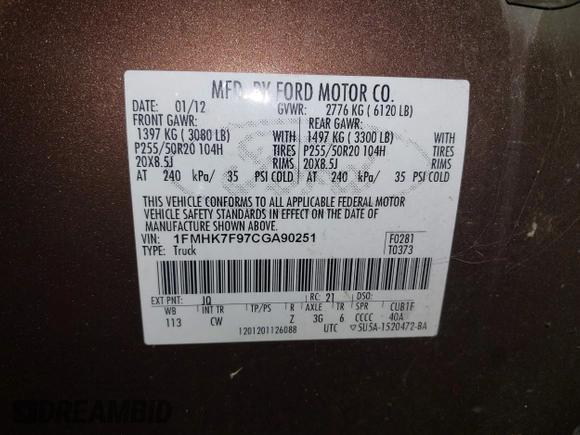 MFD. BY FORD MOTOR CO.
DATE: 01/12 GVWR: 2776 KG ( 6120 LB)
FRONT GAWR: REAR GAWR:
1397 KG ( 3080 LB) WITH 1497 KG ( 3300 LB) WITH
P255/50R20 104H TIRES P255/50R20 104H TIRES
20X8.5J RIMS 20X8.5J RIMS
AT 240 kPa/ 35 PSI COLD AT 240 kPa/ 35 PSI COLD
THIS VEHICLE CONFORMS TO ALL APPLICABLE FEDERAL MOTOR
VEHICLE SAFETY STANDARDS IN EFFECT ON THE DATE OF
MANUFACTURE SHOWN ABOVE.
VIN: 1FMHK7F97CGA90251 F0281
TYPE: Truck T0373
EXT PNT: JQ RC: 21 DSO: CUB1F
WB INT TR TP/PS R AXLE TR SPR
113 CW Z 3G 6 CCCC 40A
1201201126088 UTC 5U5A-1520472-BA
DREAMBID